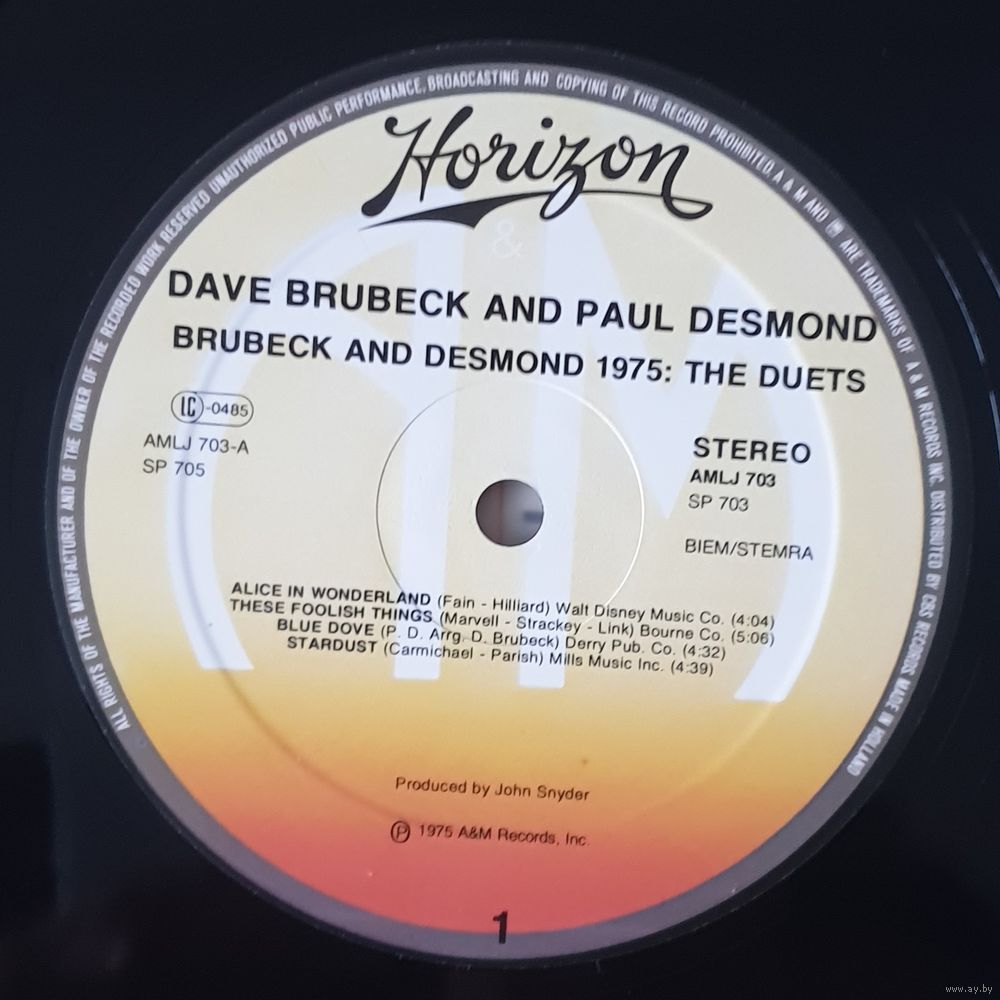 ALL RIGHTS OF THE MANUFACTURER AND OF THE OWNER OF THE RECORDED WORK RESERVED UNAUTHORIZED PUBLIC PERFORMANCE, BROADCASTING AND COPYING OF THIS RECORD PROHIBITED. A & M AND ARE TRADEMARKS OF A & M RECORDS INC. DISTRIBUTED BY CBS RECORDS MADE IN HOLLAND
Horizon
&
AM
DAVE BRUBECK AND PAUL DESMOND
BRUBECK AND DESMOND 1975: THE DUETS
LC-0485
AMLJ 703-A
SP 705
STEREO
AMLJ 703
SP 703
BIEM/STEMRA
ALICE IN WONDERLAND (Fain - Hilliard) Walt Disney Music Co. (4:04)
THESE FOOLISH THINGS (Marvell - Strackey - Link) Bourne Co. (5:06)
BLUE DOVE (P. D. Arrg. D. Brubeck) Derry Pub. Co. (4:32)
STARDUST (Carmichael - Parish) Mills Music Inc. (4:39)
Produced by John Snyder
Ⓟ 1975 A&M Records, Inc.
1
www.ay.by